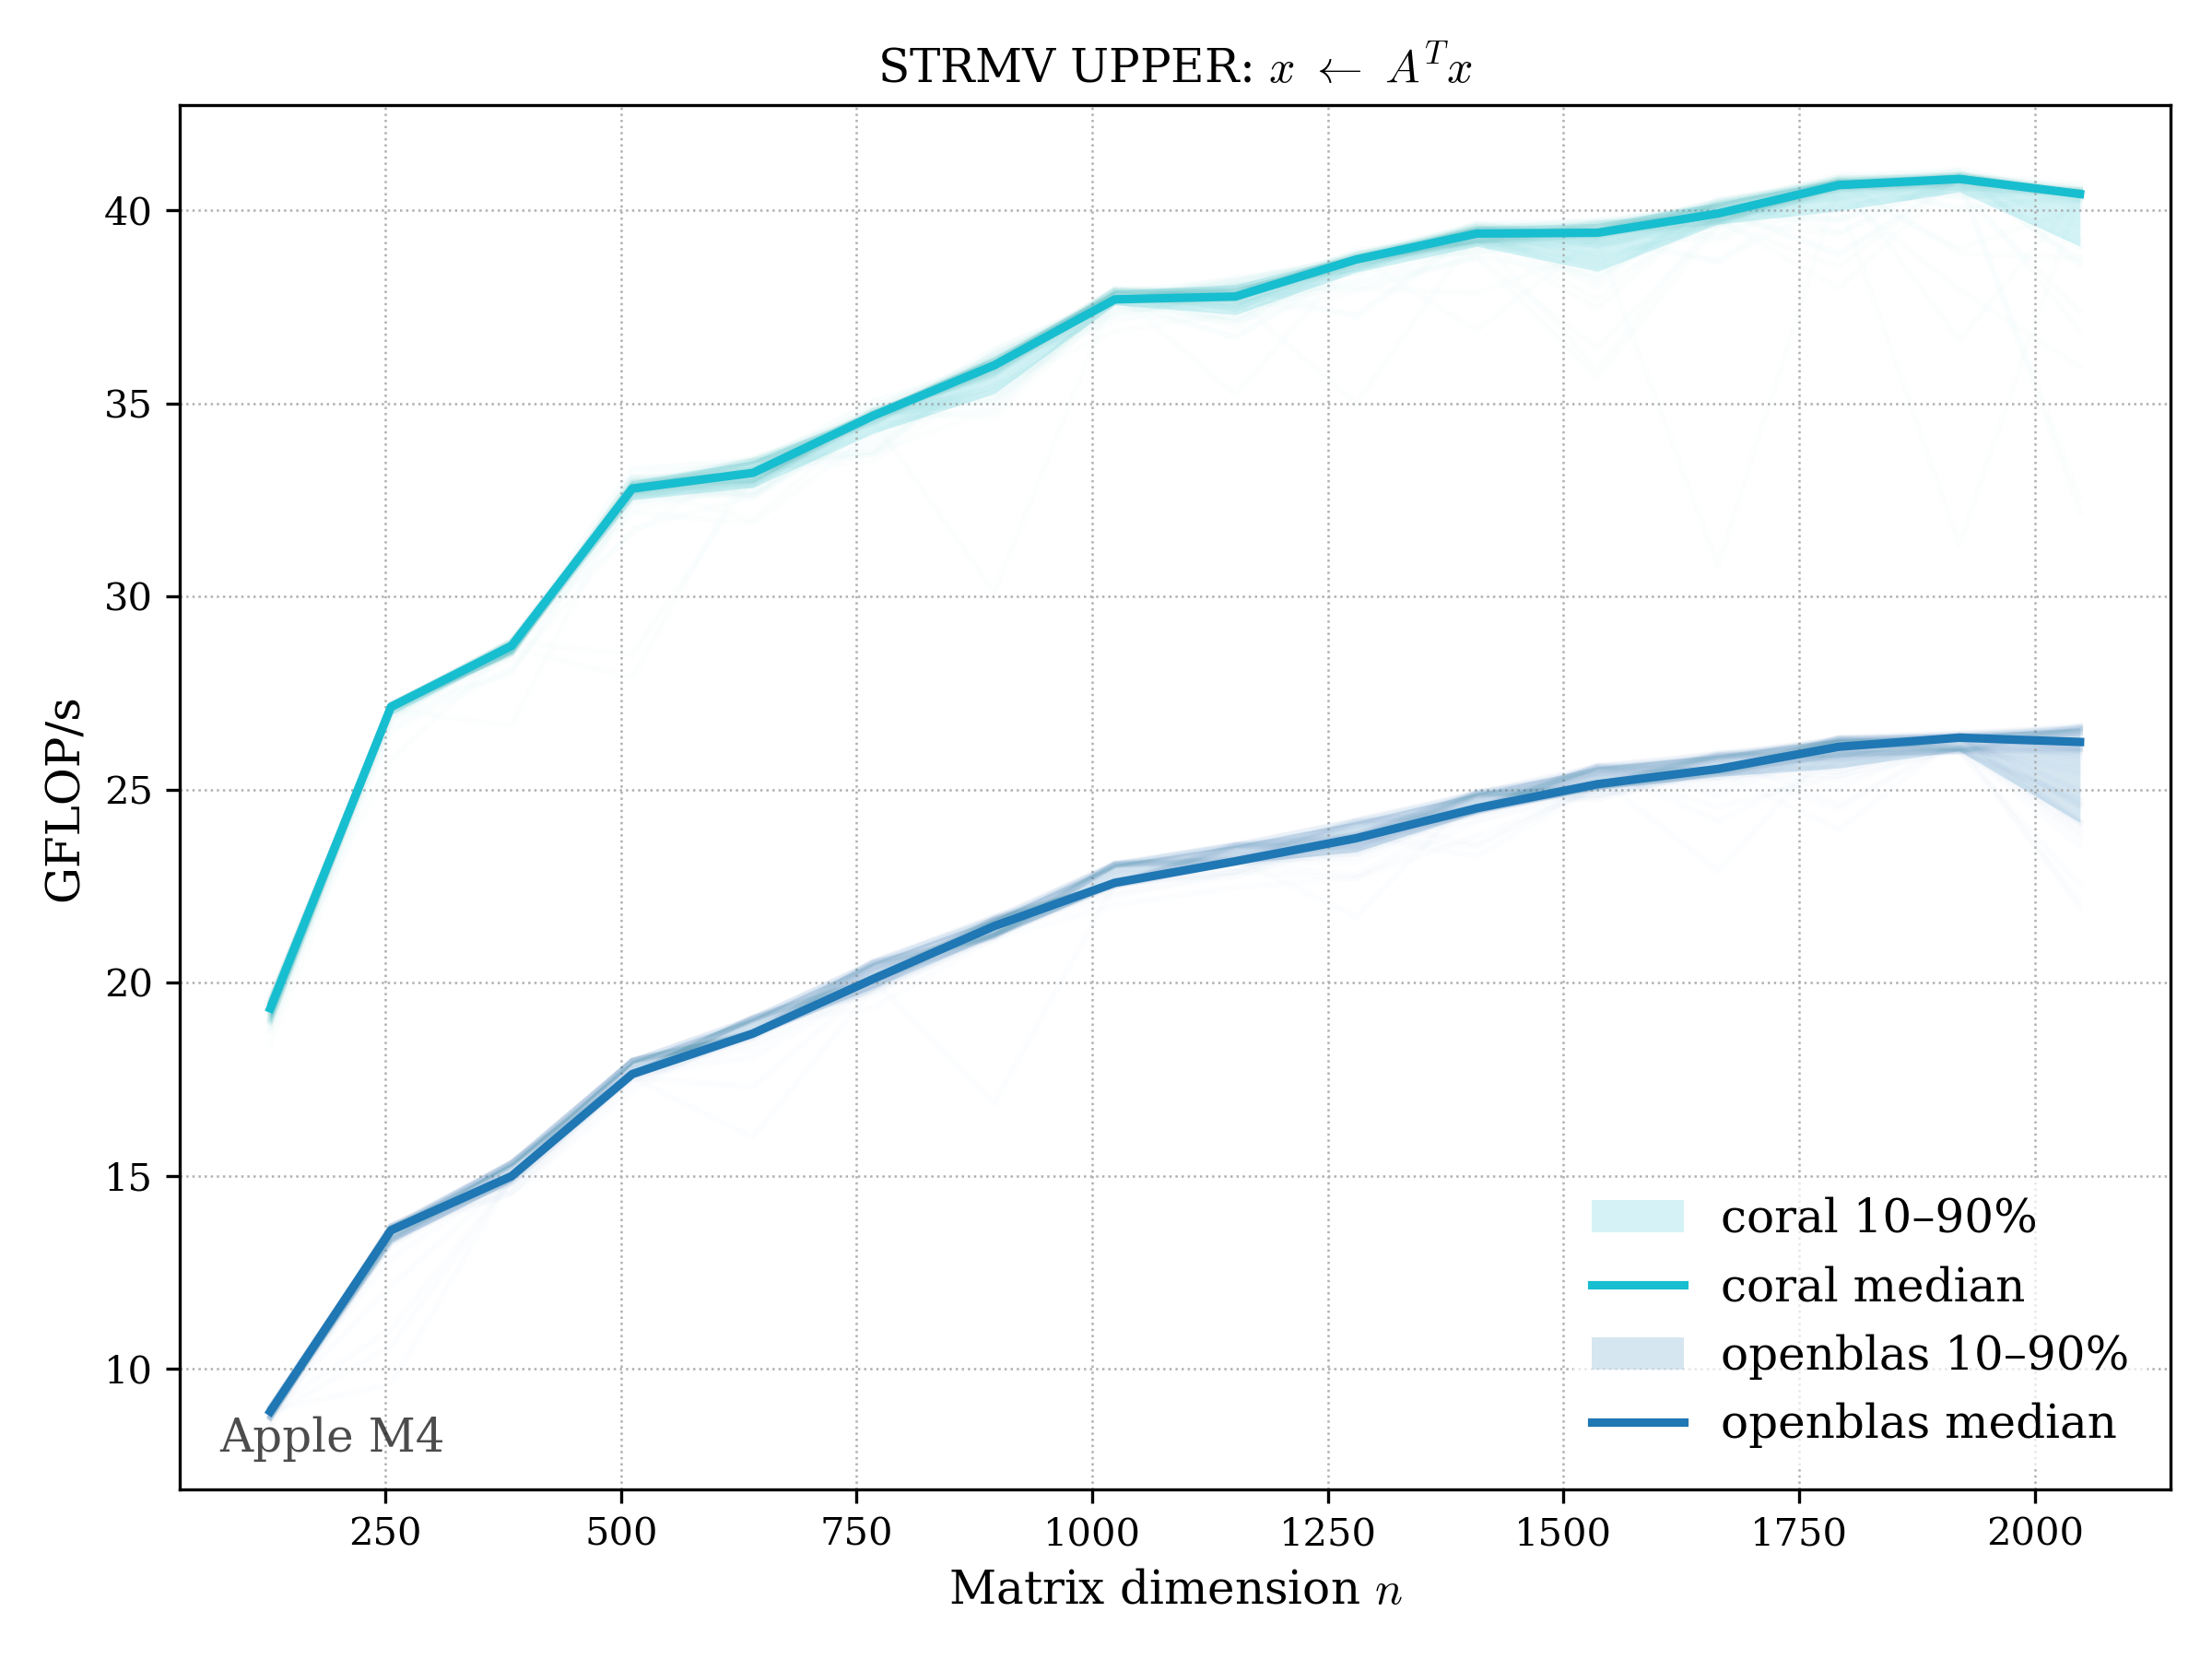 STRMV UPPER: x ← A^T x
40
35
30
25
20
15
10
GFLOP/s
250 500 750 1000 1250 1500 1750 2000
Matrix dimension n
Apple M4
coral 10–90%
coral median
openblas 10–90%
openblas median